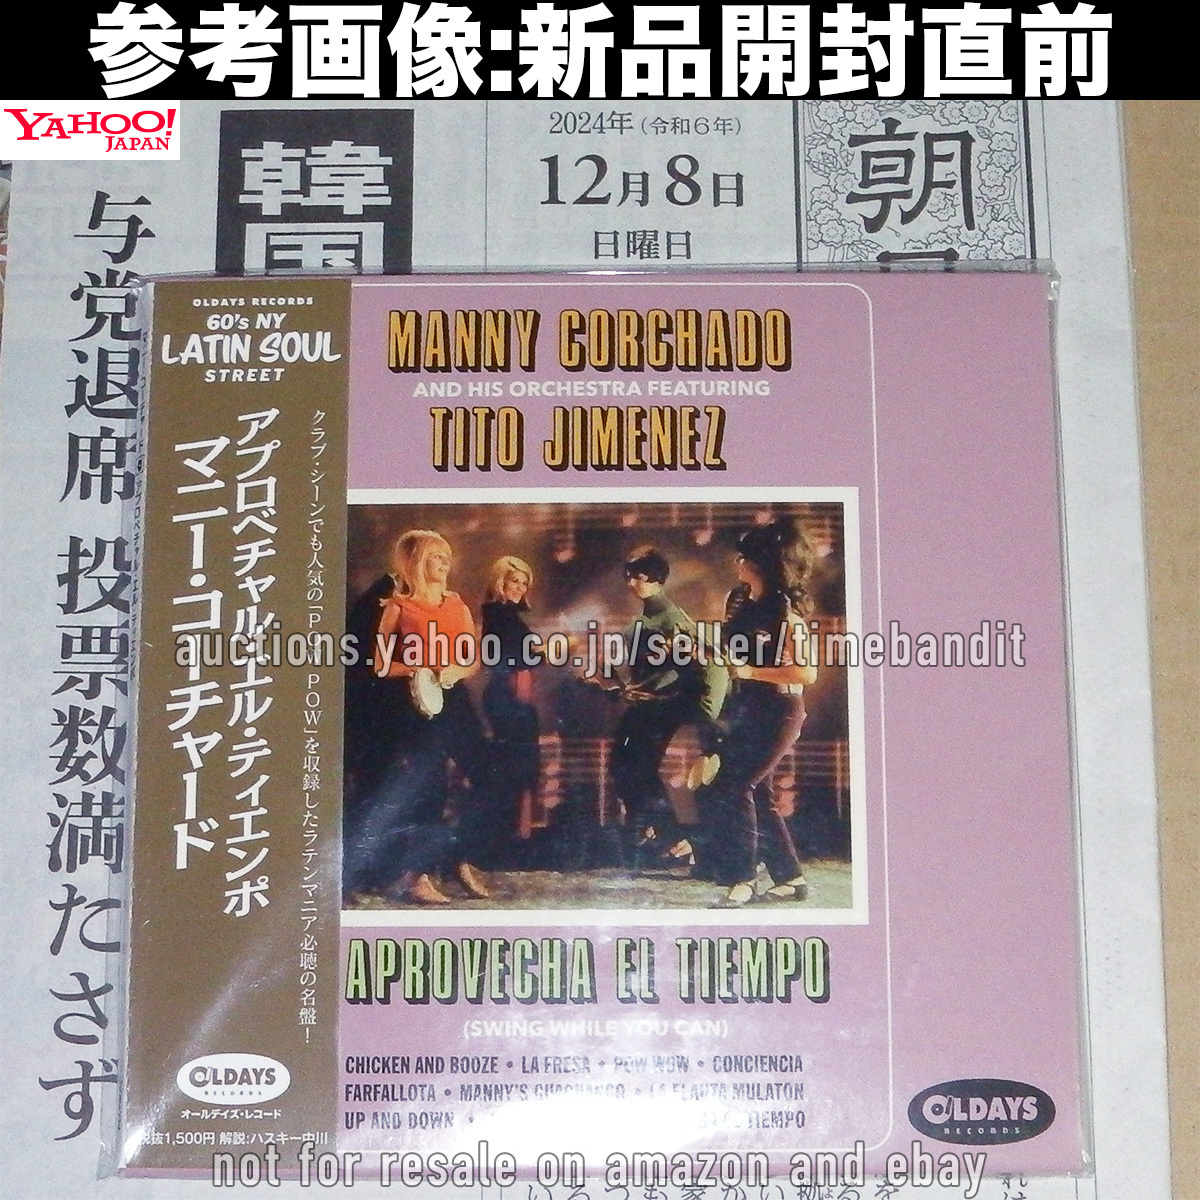 参考画像:新品開封直前
YAHOO!
JAPAN
2024年(令和6年)
12月8日
日曜日
朝
韓国
与党退席 投票数満たさず
OLDAYS RECORDS
60's NY
LATIN SOUL
STREET
クラブ・シーンでも人気の「POW POW」を収録したラテンマニア必聴の名盤!
アプロベチャル・エル・ティエンポ
マニー・コーチャード
OLDAYS
RECORDS
オールデイズ・レコード
税抜1,500円 解説:ハスキー中川
MANNY CORCHADO
AND HIS ORCHESTRA FEATURING
TITO JIMENEZ
auctions.yahoo.co.jp/seller/timebandit
APROVECHA EL TIEMPO
(SWING WHILE YOU CAN)
CHICKEN AND BOOZE • LA FRESA • POW WOW • CONCIENCIA
FARFALLOTA • MANNY'S GUAGUANCO • LA FLAUTA MULATON
UP AND DOWN • EL TIEMPO
OLDAYS
RECORDS
not for resale on amazon and ebay